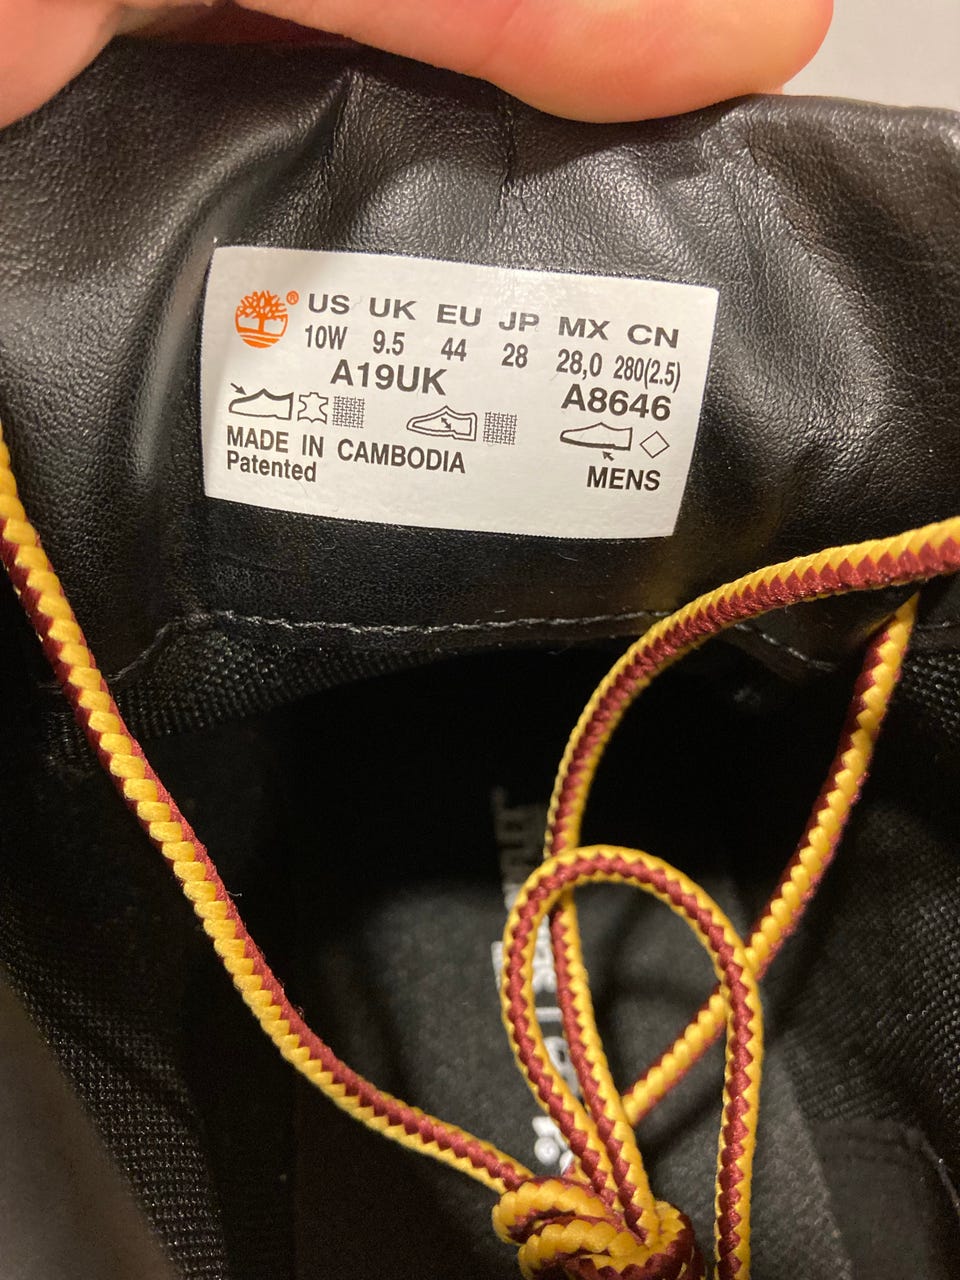 ® US UK EU JP MX CN
10W 9.5 44 28 28,0 280(2.5)
A19UK A8646
MADE IN CAMBODIA
Patented MENS